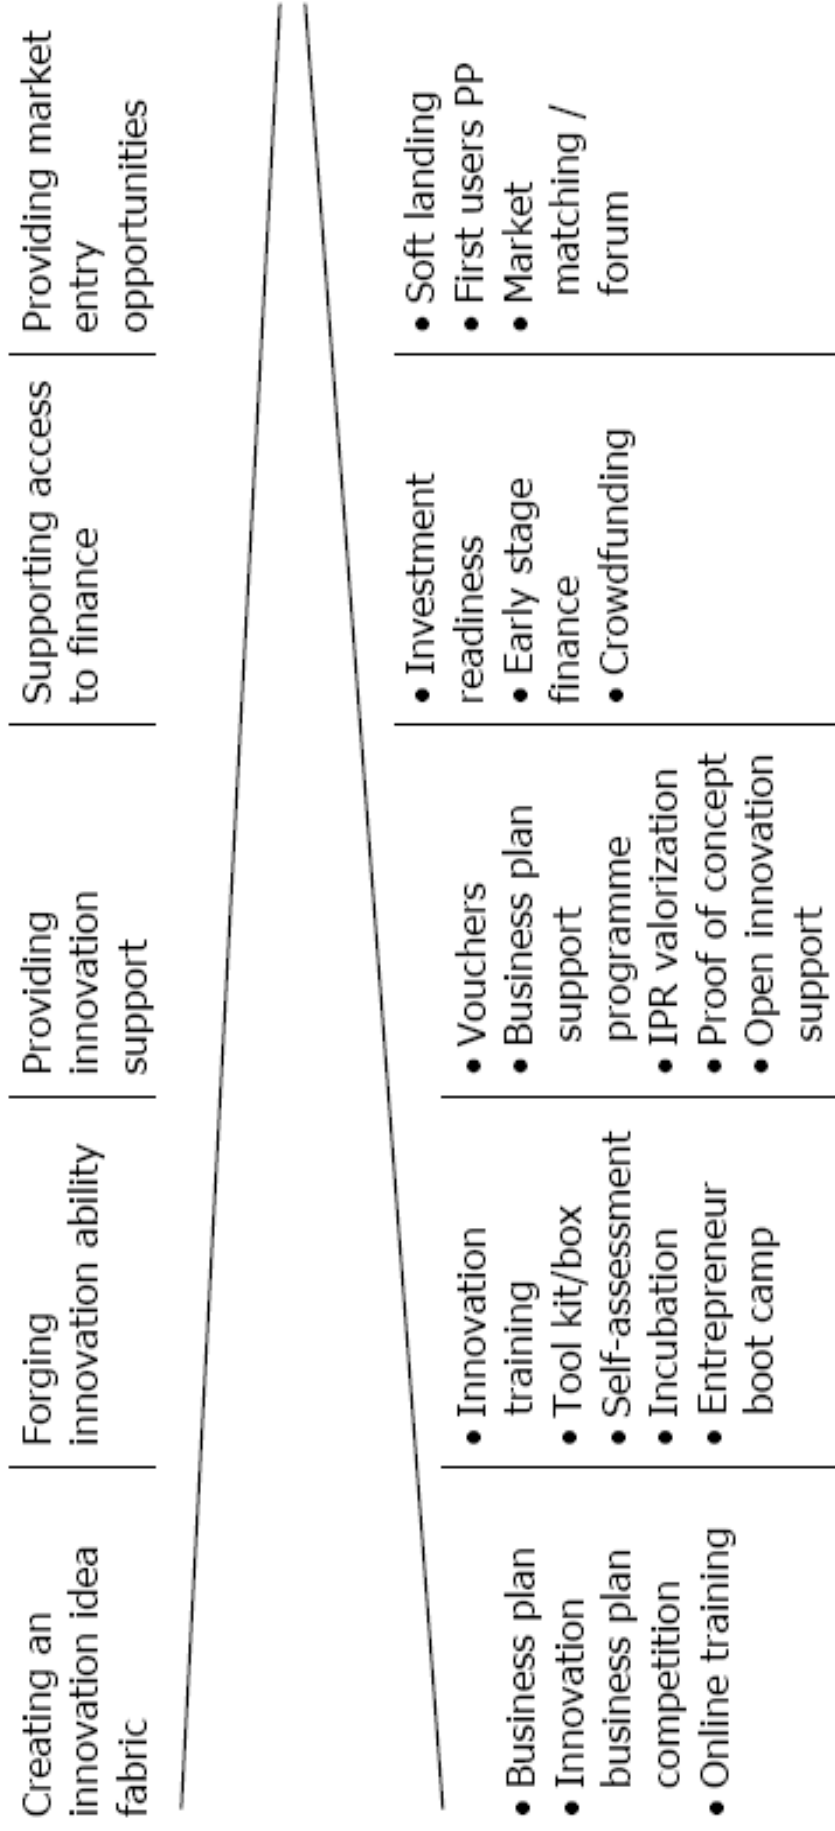 Creating an
innovation idea
fabric
Forging
innovation ability
Providing
innovation
support
Supporting access
to finance
Providing market
entry
opportunities
• Business plan
• Innovation
business plan
competition
• Online training
• Innovation
training
• Tool kit/box
• Self-assessment
• Incubation
• Entrepreneur
boot camp
• Vouchers
• Business plan
support
programme
• IPR valorization
• Proof of concept
• Open innovation
support
• Investment
readiness
• Early stage
finance
• Crowdfunding
• Soft landing
• First users PP
• Market
matching /
forum